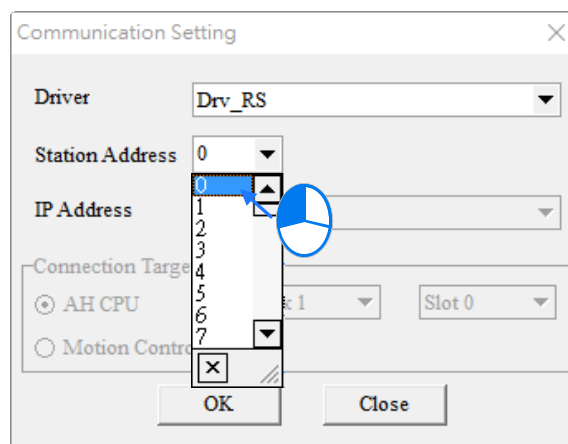 Communication Setting
Driver
Drv_RS
Station Address
0
0
1
IP Address
2
3
Connection Targe
4
AH CPU
1
Slot 0
5
6
Motion Contro
7
OK
Close